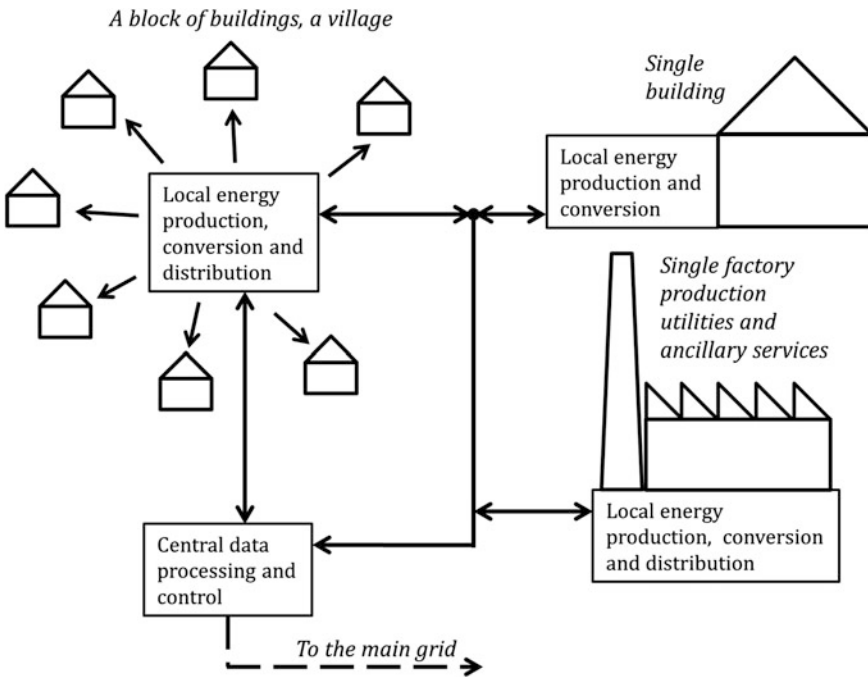 A block of buildings, a village
Local energy
production,
conversion and
distribution
Single
building
Local energy
production and
conversion
Single factory
production
utilities and
ancillary services
Local energy
production, conversion
and distribution
Central data
processing and
control
To the main grid